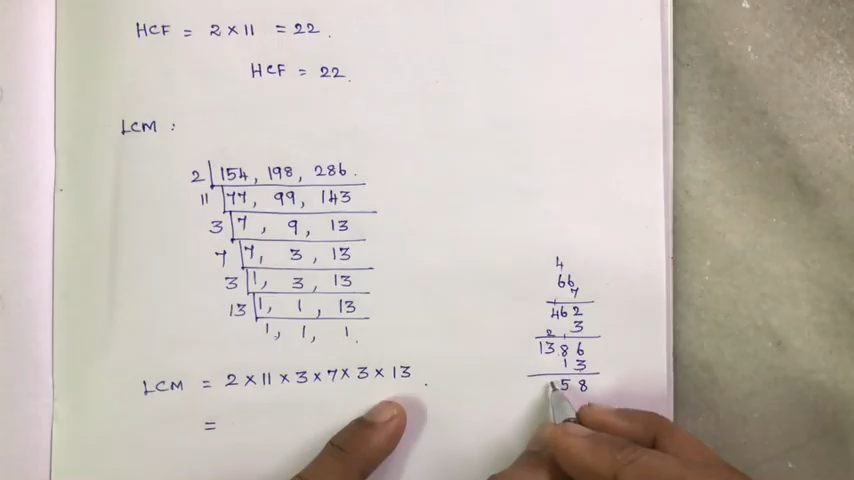 HCF = 2 × 11 = 22.
HCF = 22.
LCM :
2 154, 198, 286.
11 77, 99, 143
3 7, 9, 13
7 7, 3, 13
3 1, 3, 13
13 1, 1, 13
1, 1, 1.
LCM = 2 × 11 × 3 × 7 × 3 × 13.
=
4
66
7
462
3
2 1
1386
13
58